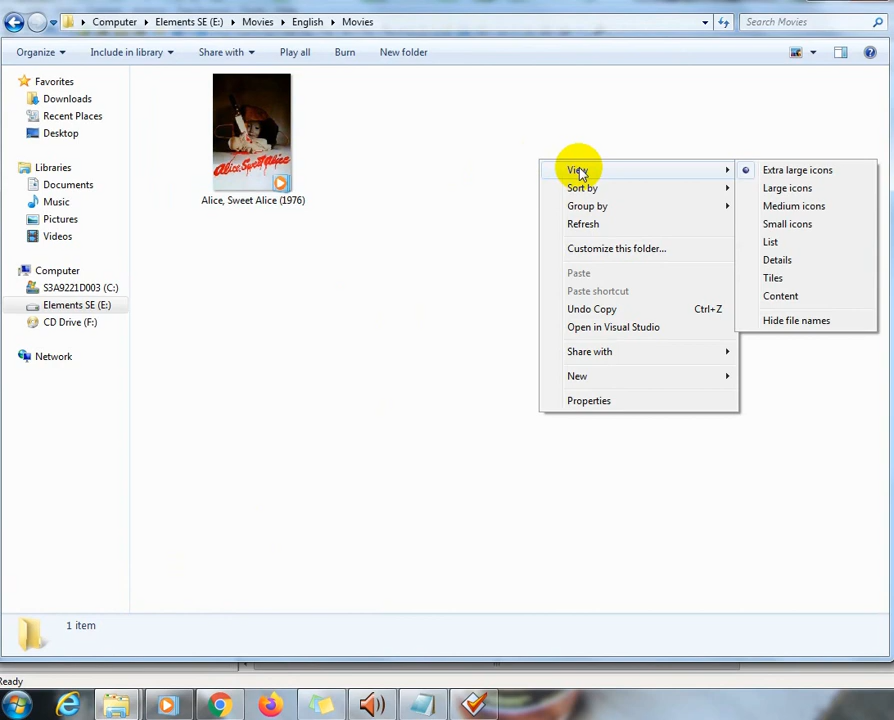 Computer ▸ Elements SE (E:) ▸ Movies ▸ English ▸ Movies
Search Movies
Organize Include in library Share with Play all Burn New folder
Favorites
Downloads
Recent Places
Desktop
Libraries
Documents
Music
Pictures
Videos
Computer
S3A9221D003 (C:)
Elements SE (E:)
CD Drive (F:)
Network
Alice, Sweet Alice
Alice, Sweet Alice (1976)
View
Sort by
Group by
Refresh
Customize this folder...
Paste
Paste shortcut
Undo Copy Ctrl+Z
Open in Visual Studio
Share with
New
Properties
Extra large icons
Large icons
Medium icons
Small icons
List
Details
Tiles
Content
Hide file names
1 item
Ready